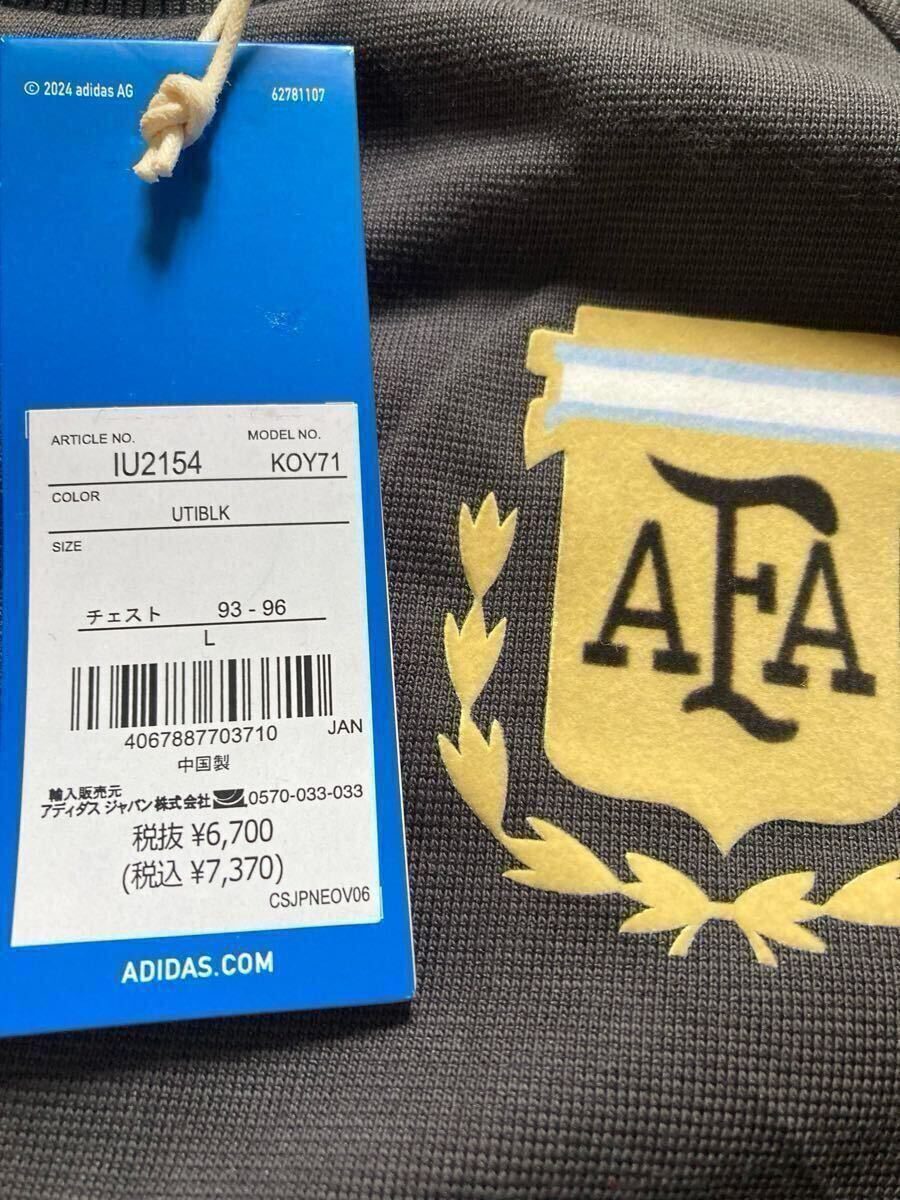 © 2024 adidas AG 62781107
ARTICLE NO. MODEL NO.
IU2154 KOY71
COLOR
UTIBLK
SIZE
チェスト 93 - 96
L
4067887703710 JAN
中国製
輸入販売元
アディダス ジャパン株式会社 0570-033-033
税抜 ¥6,700
(税込 ¥7,370)
CSJPNEOV06
ADIDAS.COM
AFA